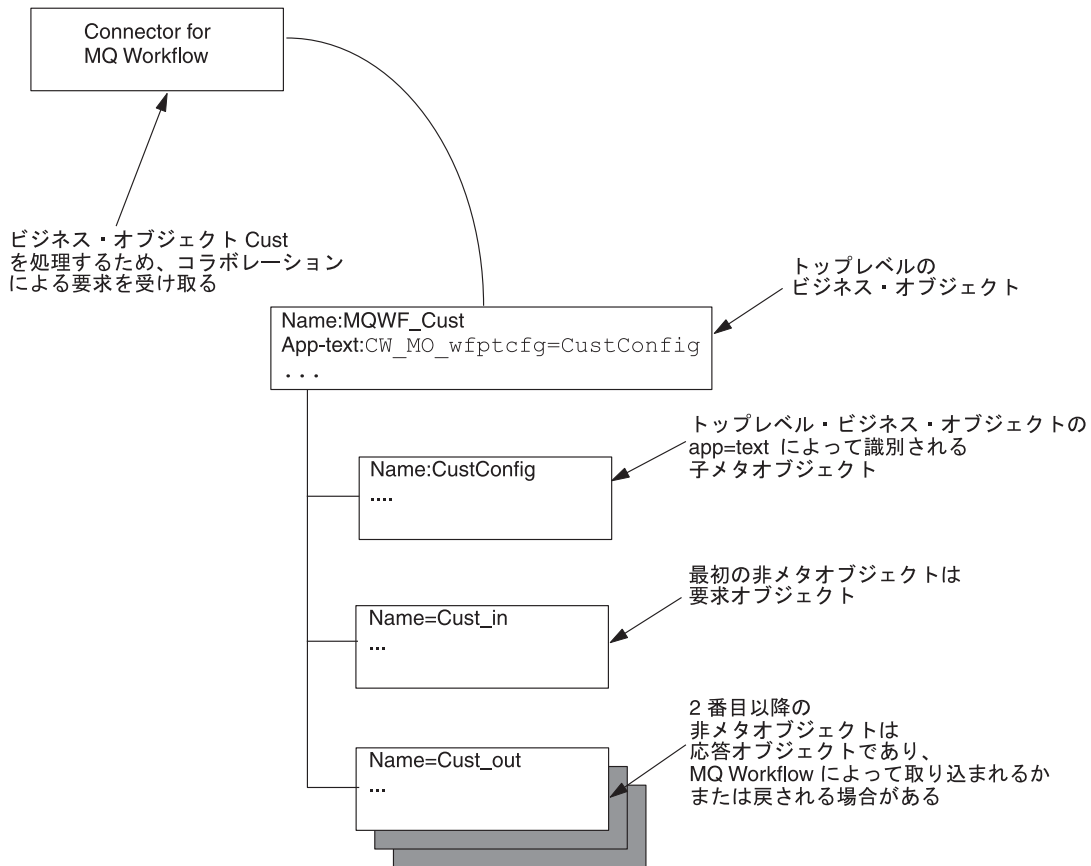 Connector for
MQ Workflow
ビジネス・オブジェクト Cust
を処理するため、コラボレーション
による要求を受け取る
トップレベルの
ビジネス・オブジェクト
Name:MQWF_Cust
App-text:CW_MO_wfptcfg=CustConfig
...
トップレベル・ビジネス・オブジェクトの
app=text によって識別される
子メタオブジェクト
Name:CustConfig
....
最初の非メタオブジェクトは
要求オブジェクト
Name=Cust_in
...
2 番目以降の
非メタオブジェクトは
応答オブジェクトであり、
MQ Workflow によって取り込まれるか
または戻される場合がある
Name=Cust_out
...